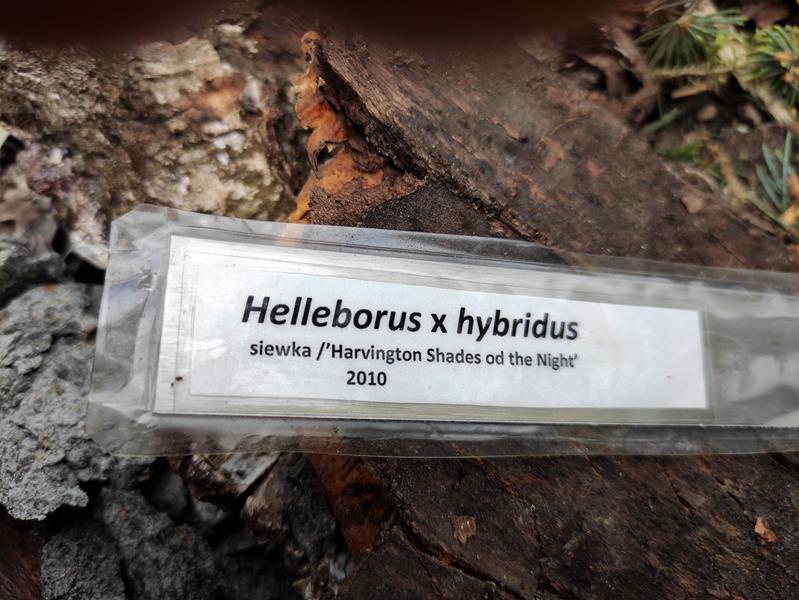 Helleborus x hybridus
siewka /'Harvington Shades od the Night'
2010